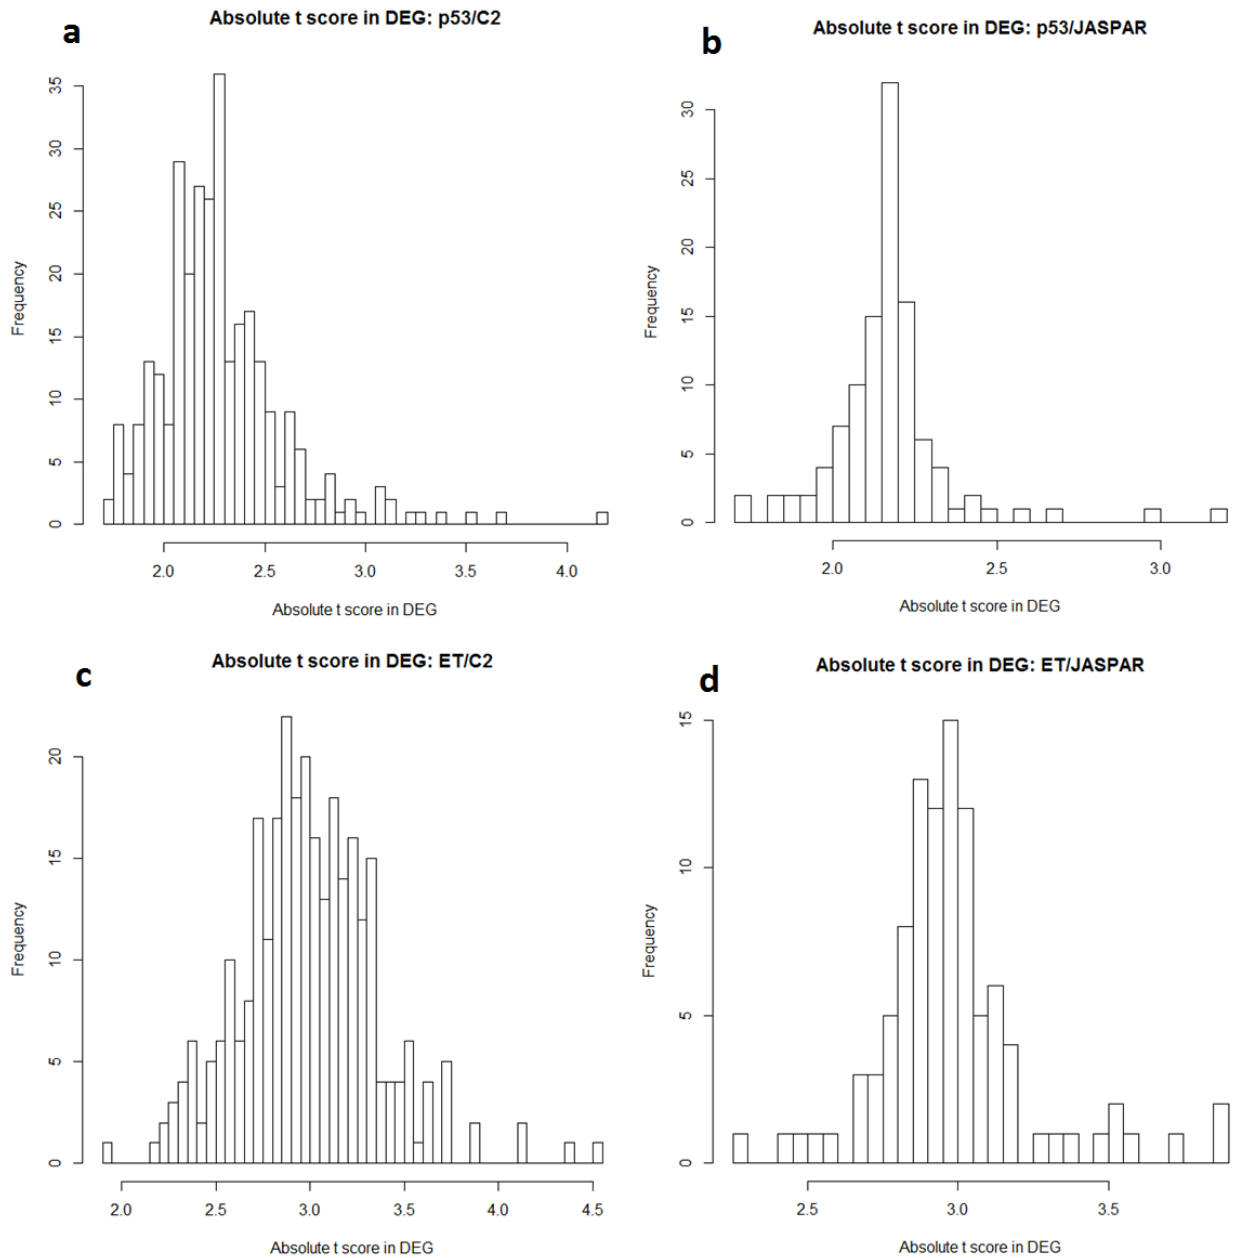 a
Absolute t score in DEG: p53/C2
Frequency
0
5
10
15
20
25
30
35
2.0 2.5 3.0 3.5 4.0
Absolute t score in DEG
b
Absolute t score in DEG: p53/JASPAR
Frequency
0
5
10
15
20
25
30
2.0 2.5 3.0
Absolute t score in DEG
c
Absolute t score in DEG: ET/C2
Frequency
0
5
10
15
20
2.0 2.5 3.0 3.5 4.0 4.5
Absolute t score in DEG
d
Absolute t score in DEG: ET/JASPAR
Frequency
0
5
10
15
2.5 3.0 3.5
Absolute t score in DEG